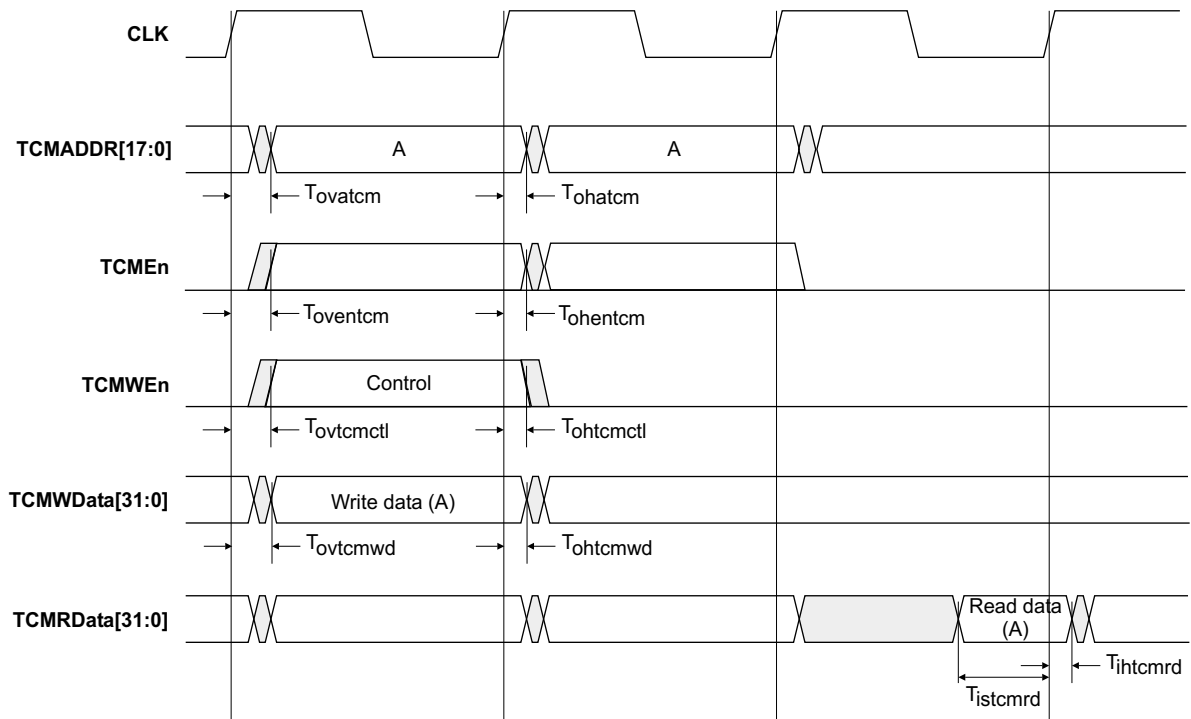 CLK
TCMADDR[17:0]
A
A
Tovatcm
Tohatcm
TCMEn
Toventcm
Tohentcm
TCMWEn
Control
Tovtcmctl
Tohtcmctl
TCMWData[31:0]
Write data (A)
Tovtcmwd
Tohtcmwd
TCMRData[31:0]
Read data
(A)
Tihtcmrd
Tistcmrd